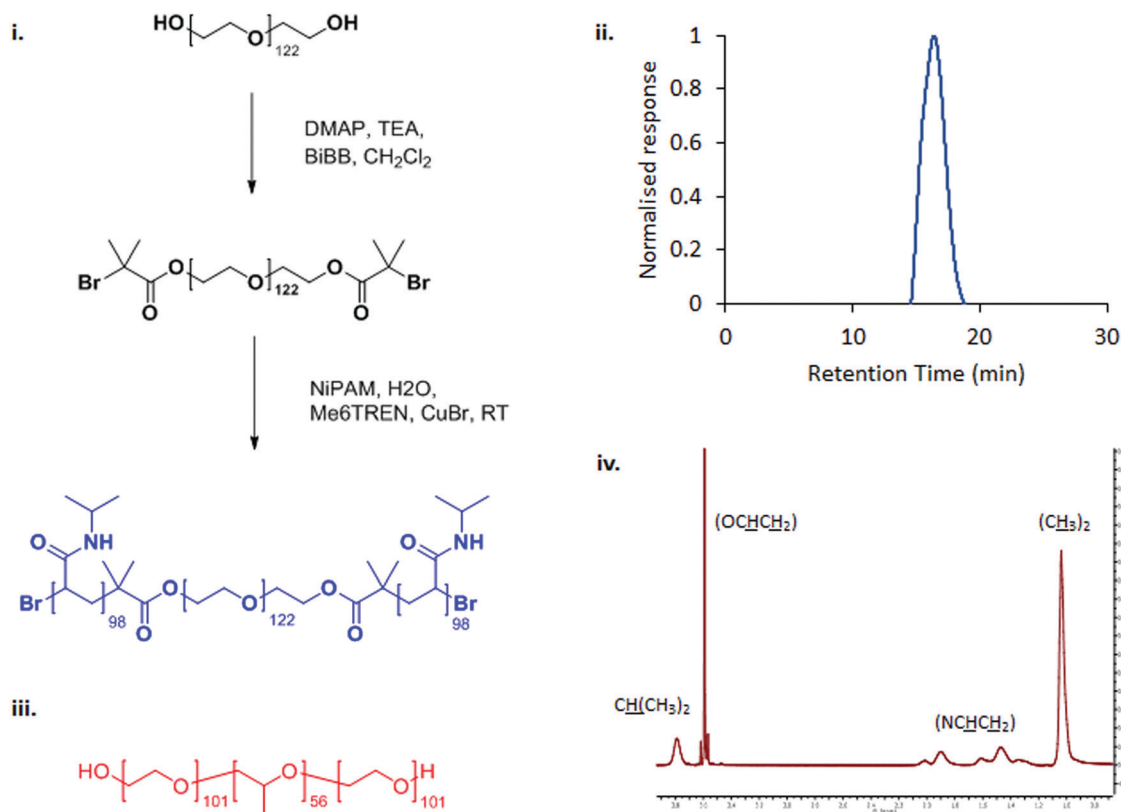 i.
HO
O
OH
122
DMAP, TEA,
BiBB, CH₂Cl₂
Br
O
O
O
122
O
O
Br
NiPAM, H2O,
Me6TREN, CuBr, RT
O
N-H
Br
98
O
O
O
122
O
O
O
N-H
98
Br
ii.
Normalised response
1
0.8
0.6
0.4
0.2
0
0
10
20
30
Retention Time (min)
iii.
HO
O
101
O
56
O
H
101
iv.
(OCHCH₂)
(CH₃)₂
CH(CH₃)₂
(NCHCH₂)